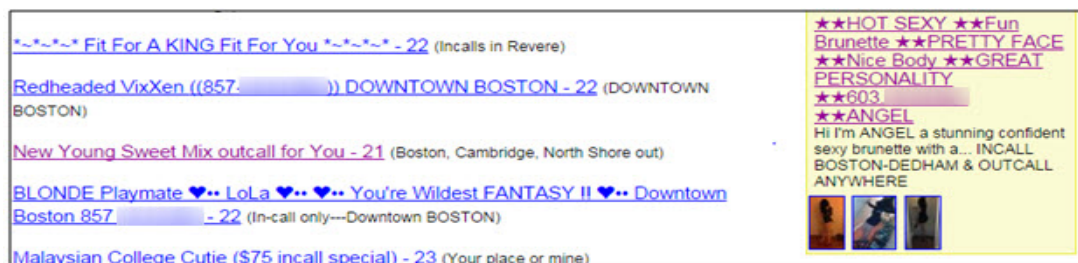 *~*~*~* Fit For A KING Fit For You *~*~*~* - 22 (Incalls in Revere)
Redheaded VixXen ((857- )) DOWNTOWN BOSTON - 22 (DOWNTOWN
BOSTON)
New Young Sweet Mix outcall for You - 21 (Boston, Cambridge, North Shore out)
BLONDE Playmate ♥•• LoLa ♥•• ♥•• You're Wildest FANTASY !! ♥•• Downtown
Boston 857 - 22 (In-call only---Downtown BOSTON)
Malaysian College Cutie ($75 incall special) - 23 (Your place or mine)
★★HOT SEXY ★★Fun
Brunette ★★PRETTY FACE
★★Nice Body ★★GREAT
PERSONALITY
★★603
★★ANGEL
Hi I'm ANGEL a stunning confident
sexy brunette with a... INCALL
BOSTON-DEDHAM & OUTCALL
ANYWHERE